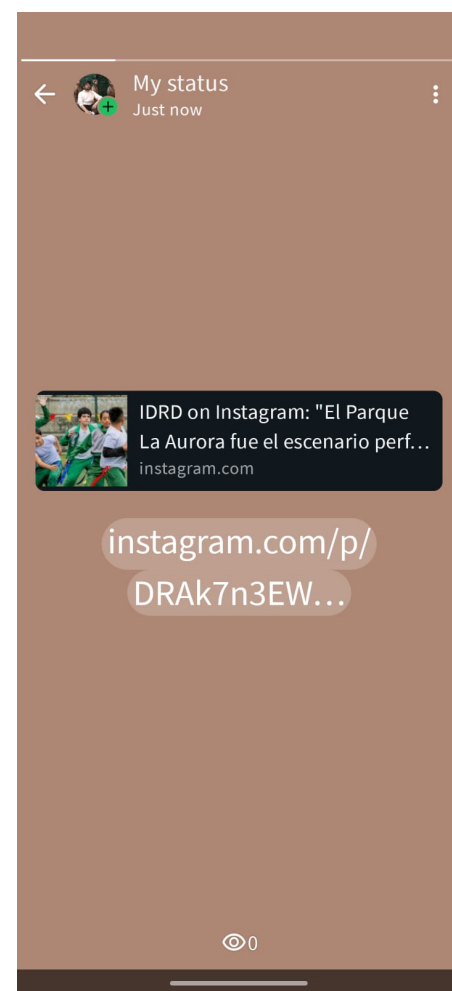 My status
Just now
IDRD on Instagram: "El Parque
La Aurora fue el escenario perf...
instagram.com
instagram.com/p/
DRAk7n3EW...
0